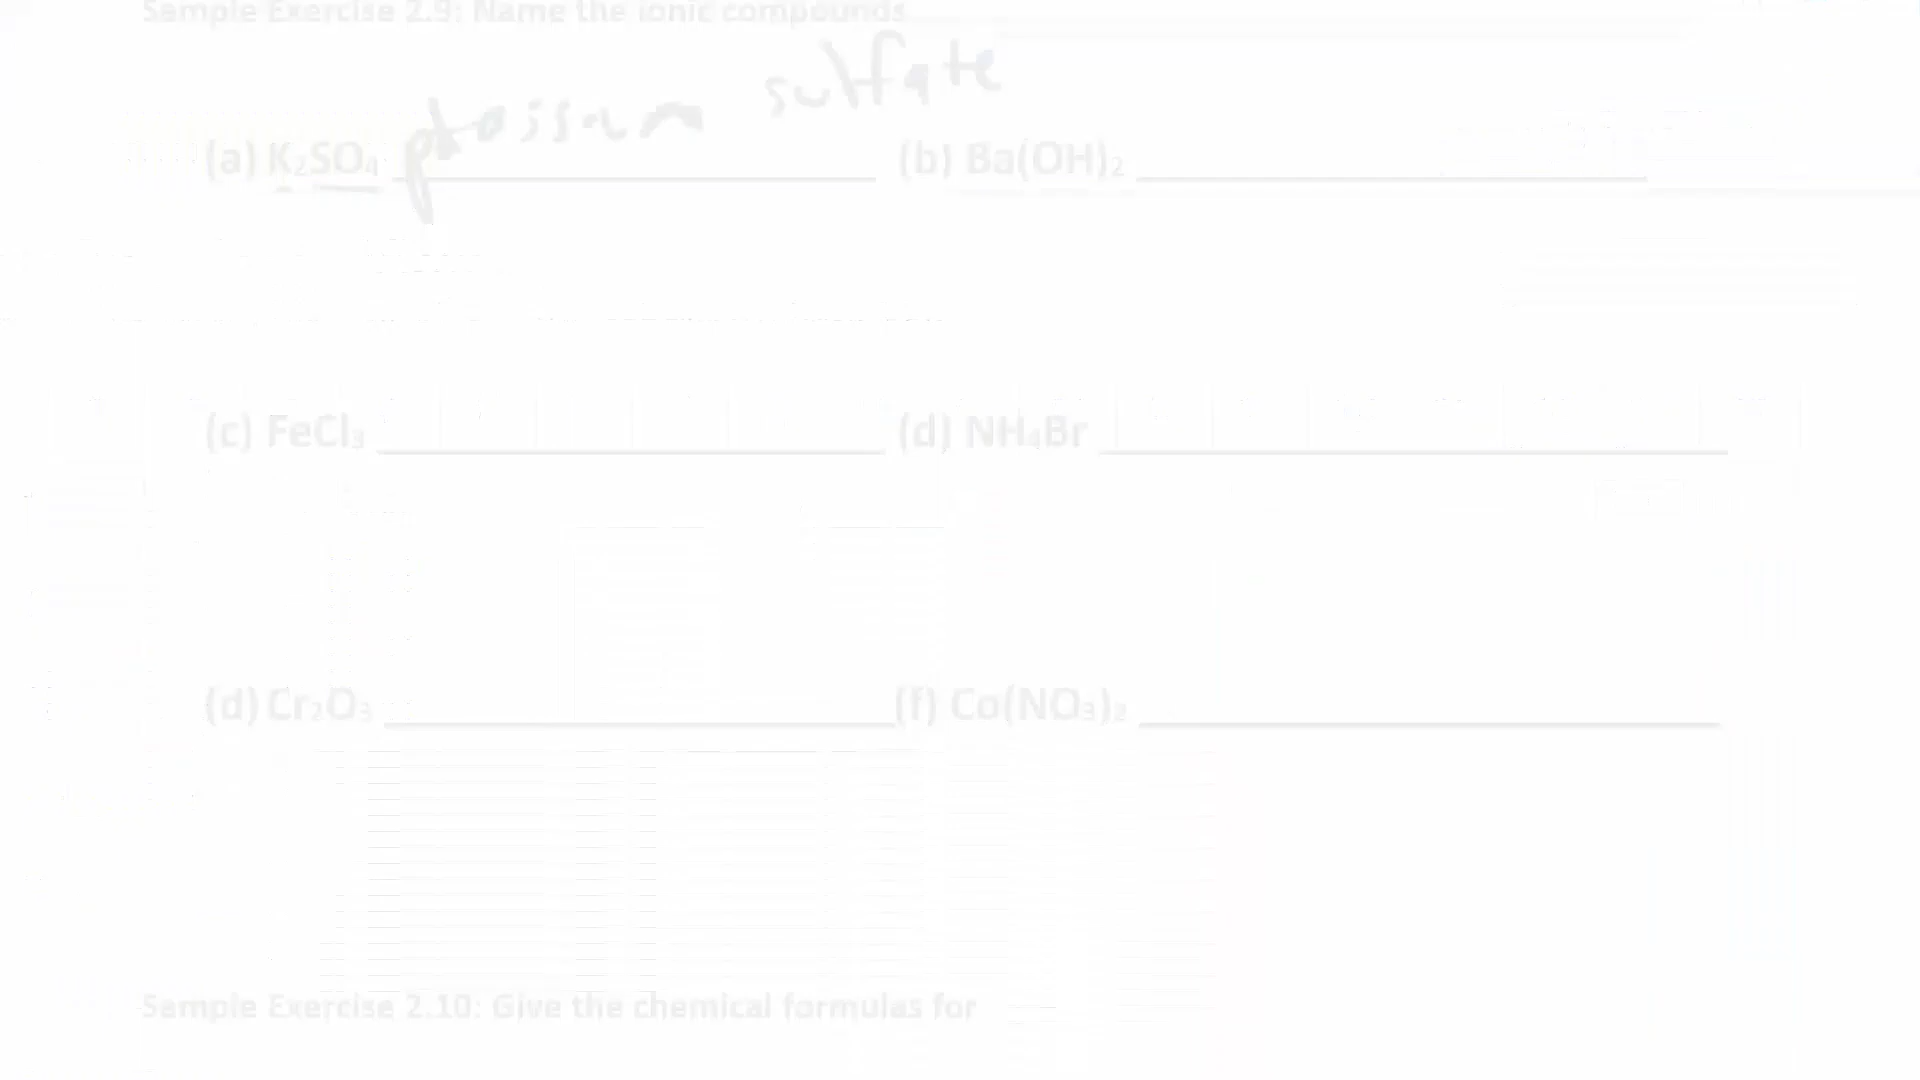 Sample Exercise 2.9: Name the ionic compounds
sulfate
(a) K₂SO₄ (b) Ba(OH)₂
(c) FeCl₃ (d) NH₄Br
(d) Cr₂O₃ (f) Co(NO₃)₂
Sample Exercise 2.10: Give the chemical formulas for